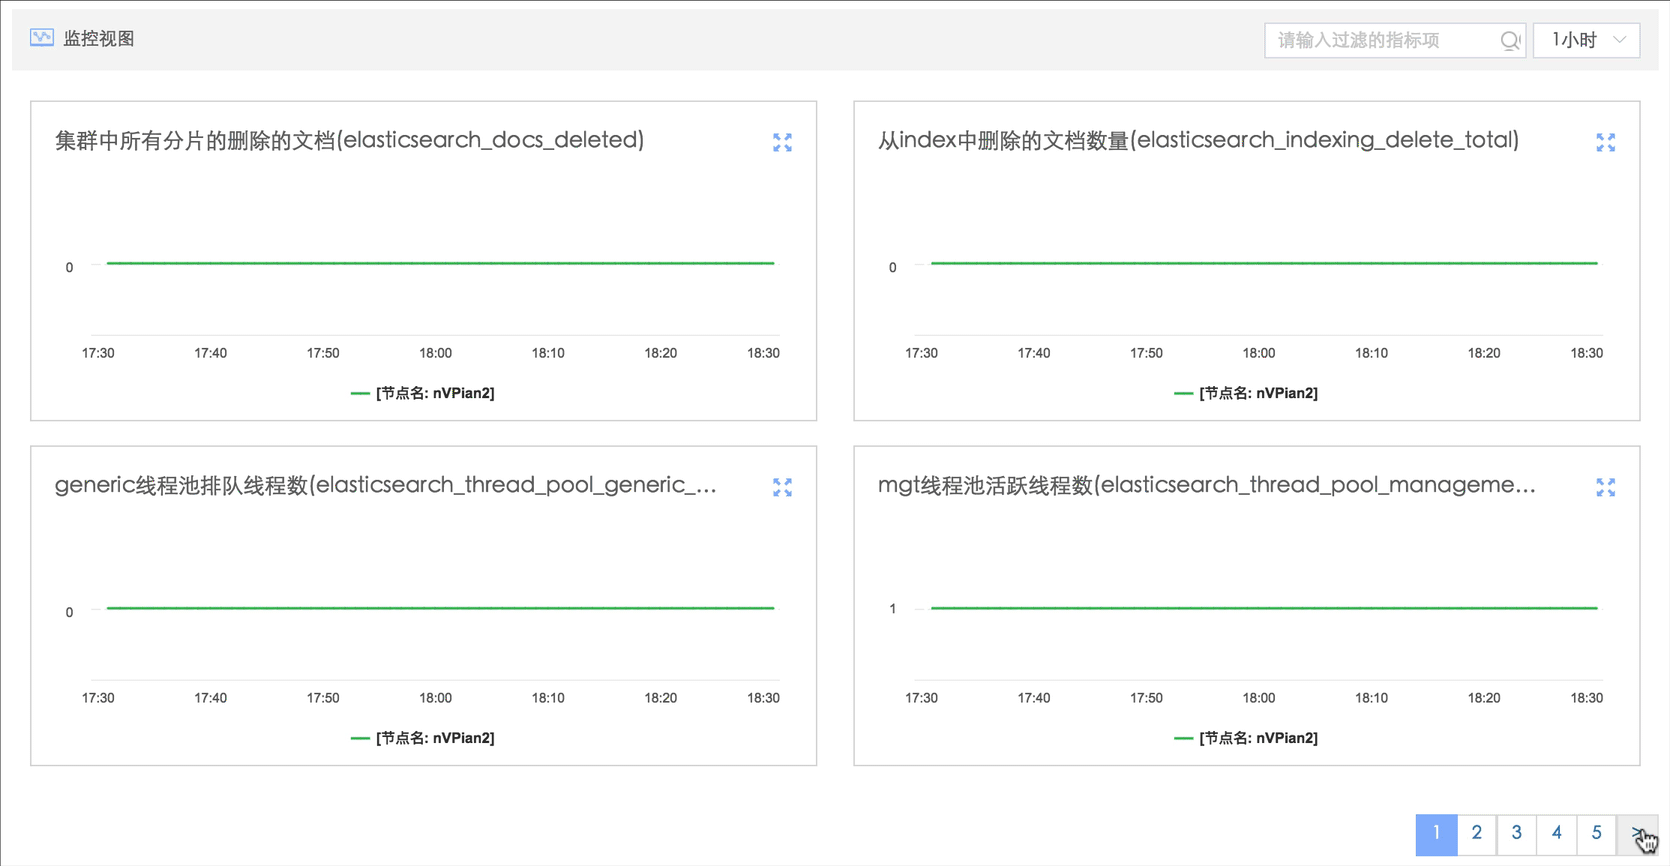 监控视图
请输入过滤的指标项
1小时
集群中所有分片的删除的文档(elasticsearch_docs_deleted)
0
17:30 17:40 17:50 18:00 18:10 18:20 18:30
[节点名: nVPian2]
从index中删除的文档数量(elasticsearch_indexing_delete_total)
0
17:30 17:40 17:50 18:00 18:10 18:20 18:30
[节点名: nVPian2]
generic线程池排队线程数(elasticsearch_thread_pool_generic_...
0
17:30 17:40 17:50 18:00 18:10 18:20 18:30
[节点名: nVPian2]
mgt线程池活跃线程数(elasticsearch_thread_pool_manageme...
1
17:30 17:40 17:50 18:00 18:10 18:20 18:30
[节点名: nVPian2]
1 2 3 4 5 >